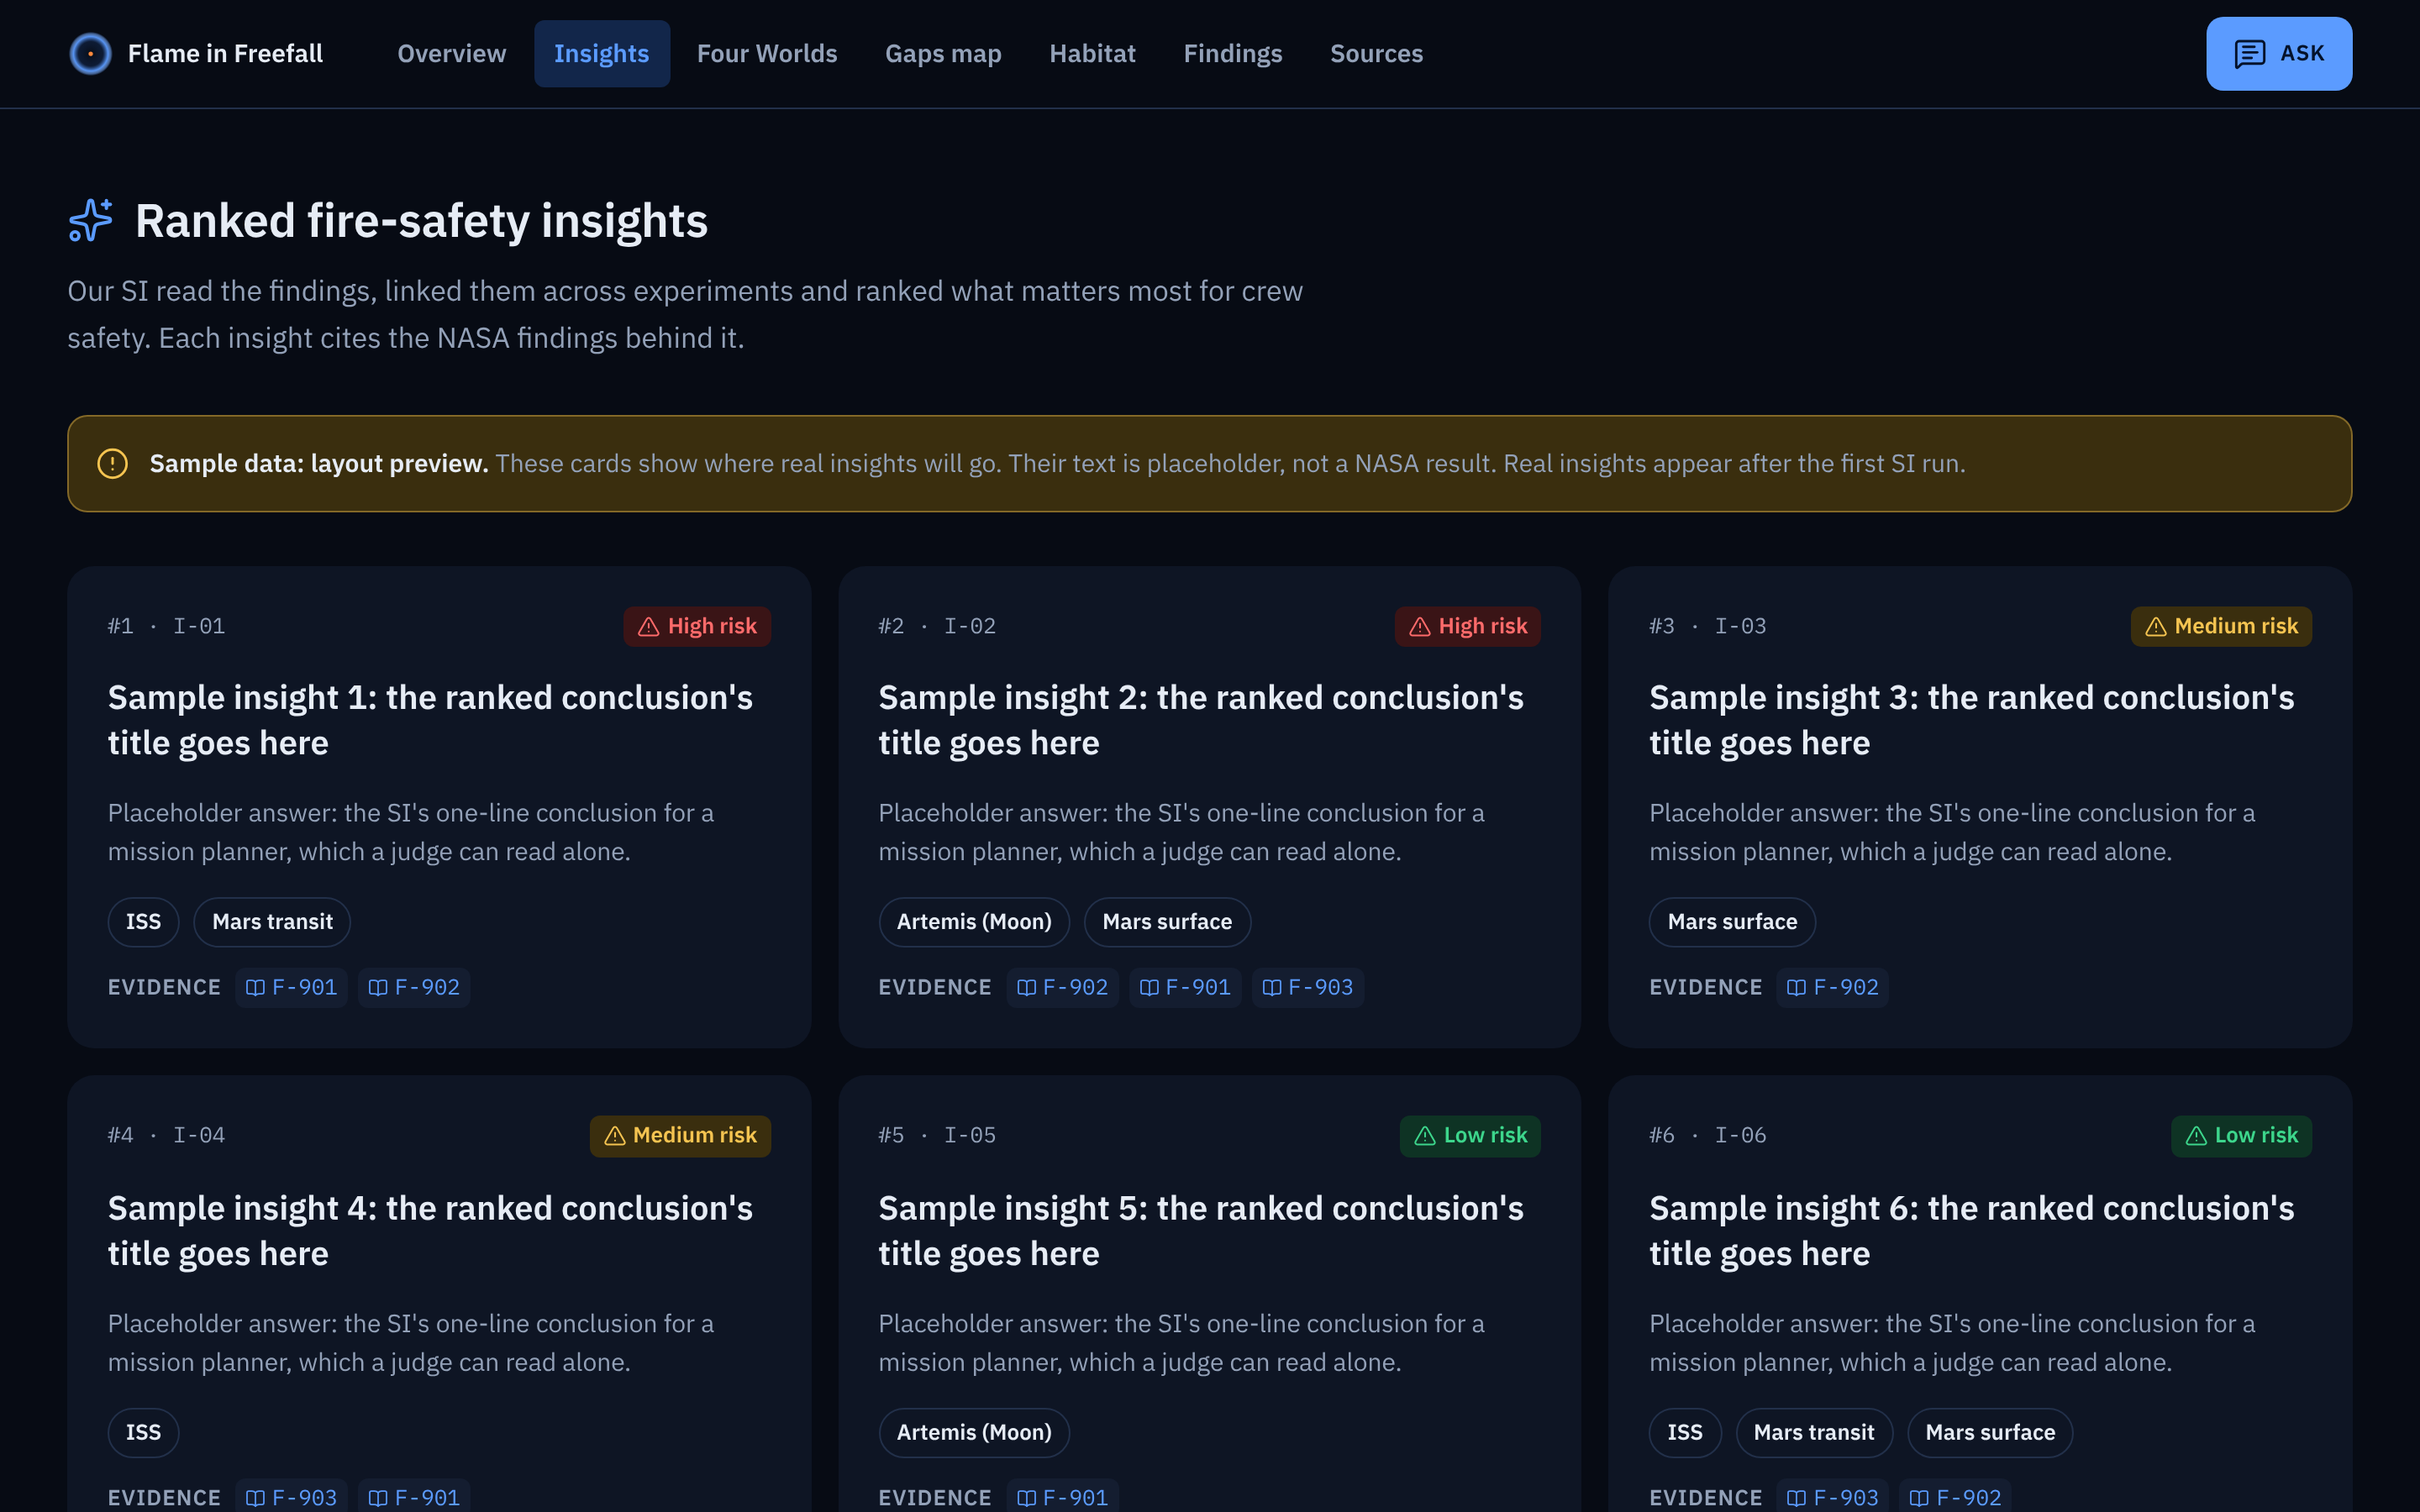 Flame in Freefall
Overview
Insights
Four Worlds
Gaps map
Habitat
Findings
Sources
ASK
Ranked fire-safety insights
Our SI read the findings, linked them across experiments and ranked what matters most for crew
safety. Each insight cites the NASA findings behind it.
Sample data: layout preview. These cards show where real insights will go. Their text is placeholder, not a NASA result. Real insights appear after the first SI run.
#1 · I-01
High risk
Sample insight 1: the ranked conclusion's
title goes here
Placeholder answer: the SI's one-line conclusion for a
mission planner, which a judge can read alone.
ISS
Mars transit
EVIDENCE F-901 F-902
#2 · I-02
High risk
Sample insight 2: the ranked conclusion's
title goes here
Placeholder answer: the SI's one-line conclusion for a
mission planner, which a judge can read alone.
Artemis (Moon)
Mars surface
EVIDENCE F-902 F-901 F-903
#3 · I-03
Medium risk
Sample insight 3: the ranked conclusion's
title goes here
Placeholder answer: the SI's one-line conclusion for a
mission planner, which a judge can read alone.
Mars surface
EVIDENCE F-902
#4 · I-04
Medium risk
Sample insight 4: the ranked conclusion's
title goes here
Placeholder answer: the SI's one-line conclusion for a
mission planner, which a judge can read alone.
ISS
EVIDENCE F-903 F-901
#5 · I-05
Low risk
Sample insight 5: the ranked conclusion's
title goes here
Placeholder answer: the SI's one-line conclusion for a
mission planner, which a judge can read alone.
Artemis (Moon)
EVIDENCE F-901
#6 · I-06
Low risk
Sample insight 6: the ranked conclusion's
title goes here
Placeholder answer: the SI's one-line conclusion for a
mission planner, which a judge can read alone.
ISS
Mars transit
Mars surface
EVIDENCE F-903 F-902